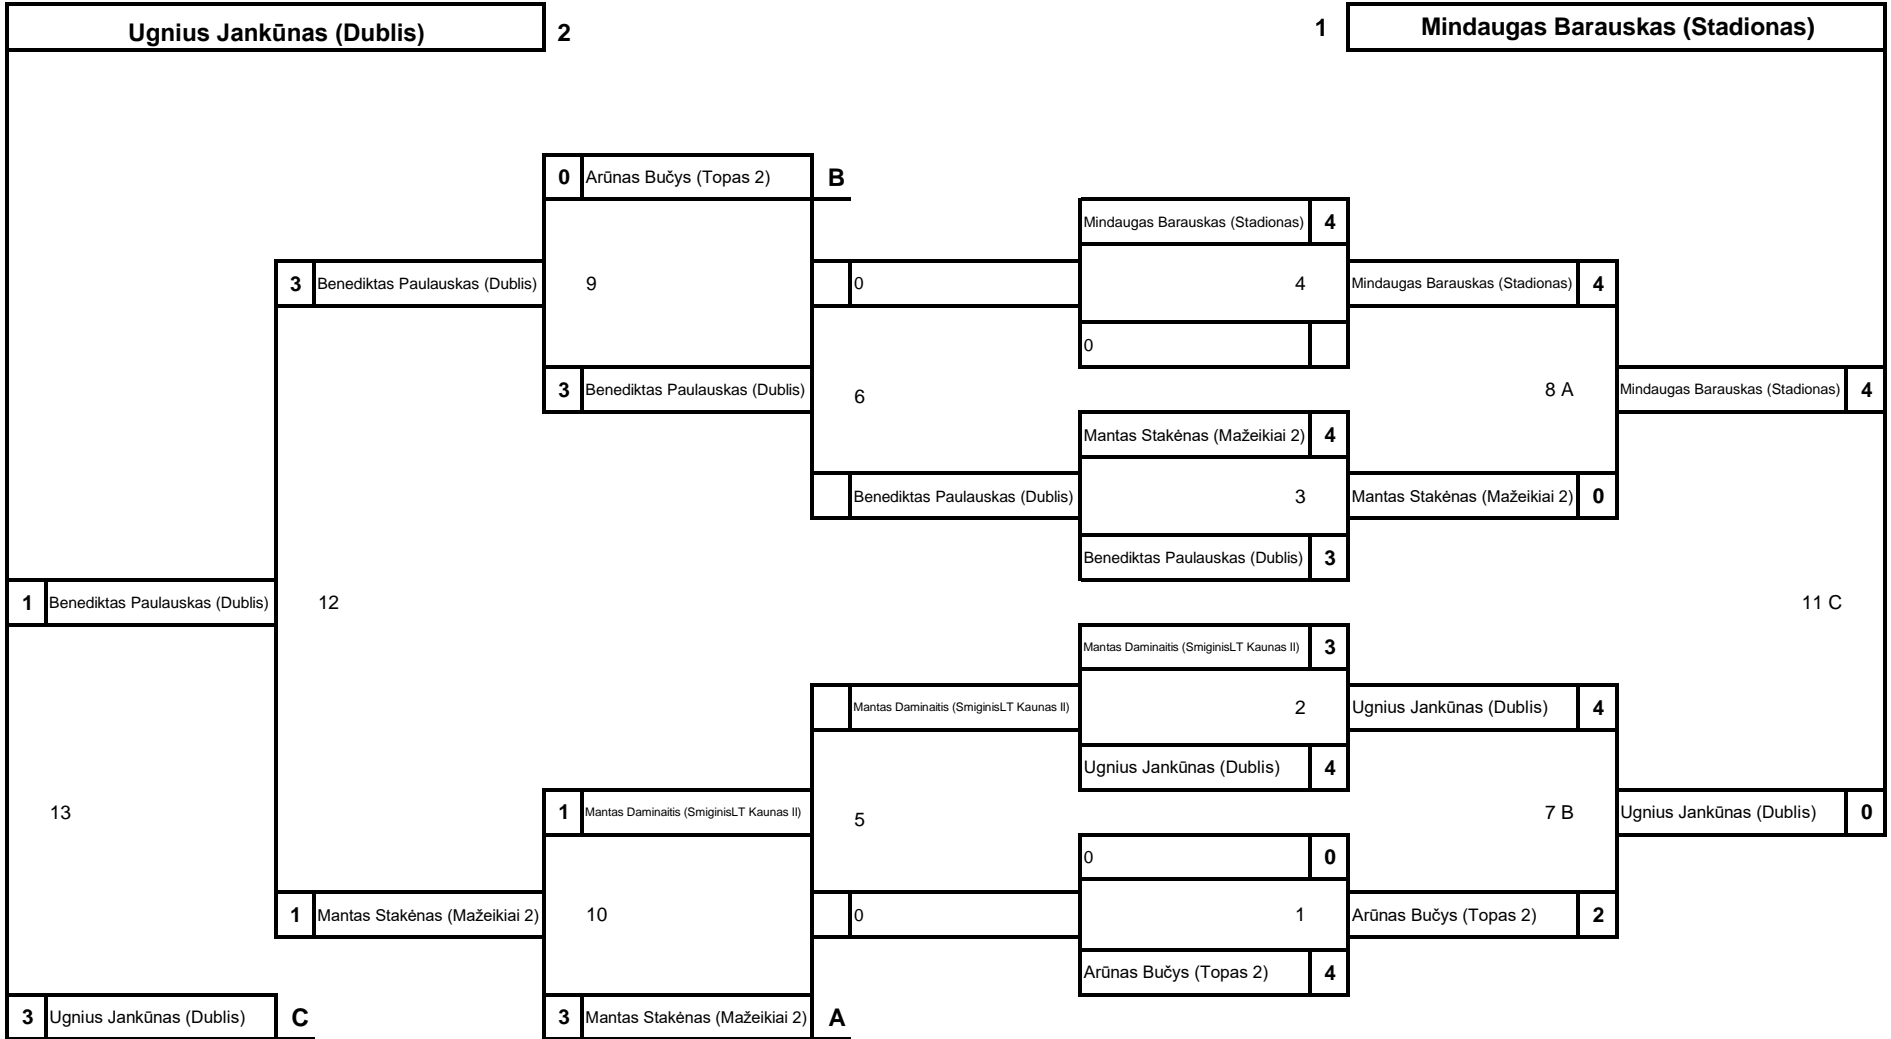 Ugnius Jankūnas (Dublis) 2 1 Mindaugas Barauskas (Stadionas)
0 Arūnas Bučys (Topas 2) B
Mindaugas Barauskas (Stadionas) 4
3 Benediktas Paulauskas (Dublis) 9 0 4 Mindaugas Barauskas (Stadionas) 4
0
3 Benediktas Paulauskas (Dublis) 6 8 A Mindaugas Barauskas (Stadionas) 4
Mantas Stakėnas (Mažeikiai 2) 4
Benediktas Paulauskas (Dublis) 3 Mantas Stakėnas (Mažeikiai 2) 0
Benediktas Paulauskas (Dublis) 3
1 Benediktas Paulauskas (Dublis) 12 11 C
Mantas Daminaitis (SmiginisLT Kaunas II) 3
Mantas Daminaitis (SmiginisLT Kaunas II) 2 Ugnius Jankūnas (Dublis) 4
Ugnius Jankūnas (Dublis) 4
13 1 Mantas Daminaitis (SmiginisLT Kaunas II) 5 7 B Ugnius Jankūnas (Dublis) 0
0 0
1 Mantas Stakėnas (Mažeikiai 2) 10 0 1 Arūnas Bučys (Topas 2) 2
Arūnas Bučys (Topas 2) 4
3 Ugnius Jankūnas (Dublis) C 3 Mantas Stakėnas (Mažeikiai 2) A